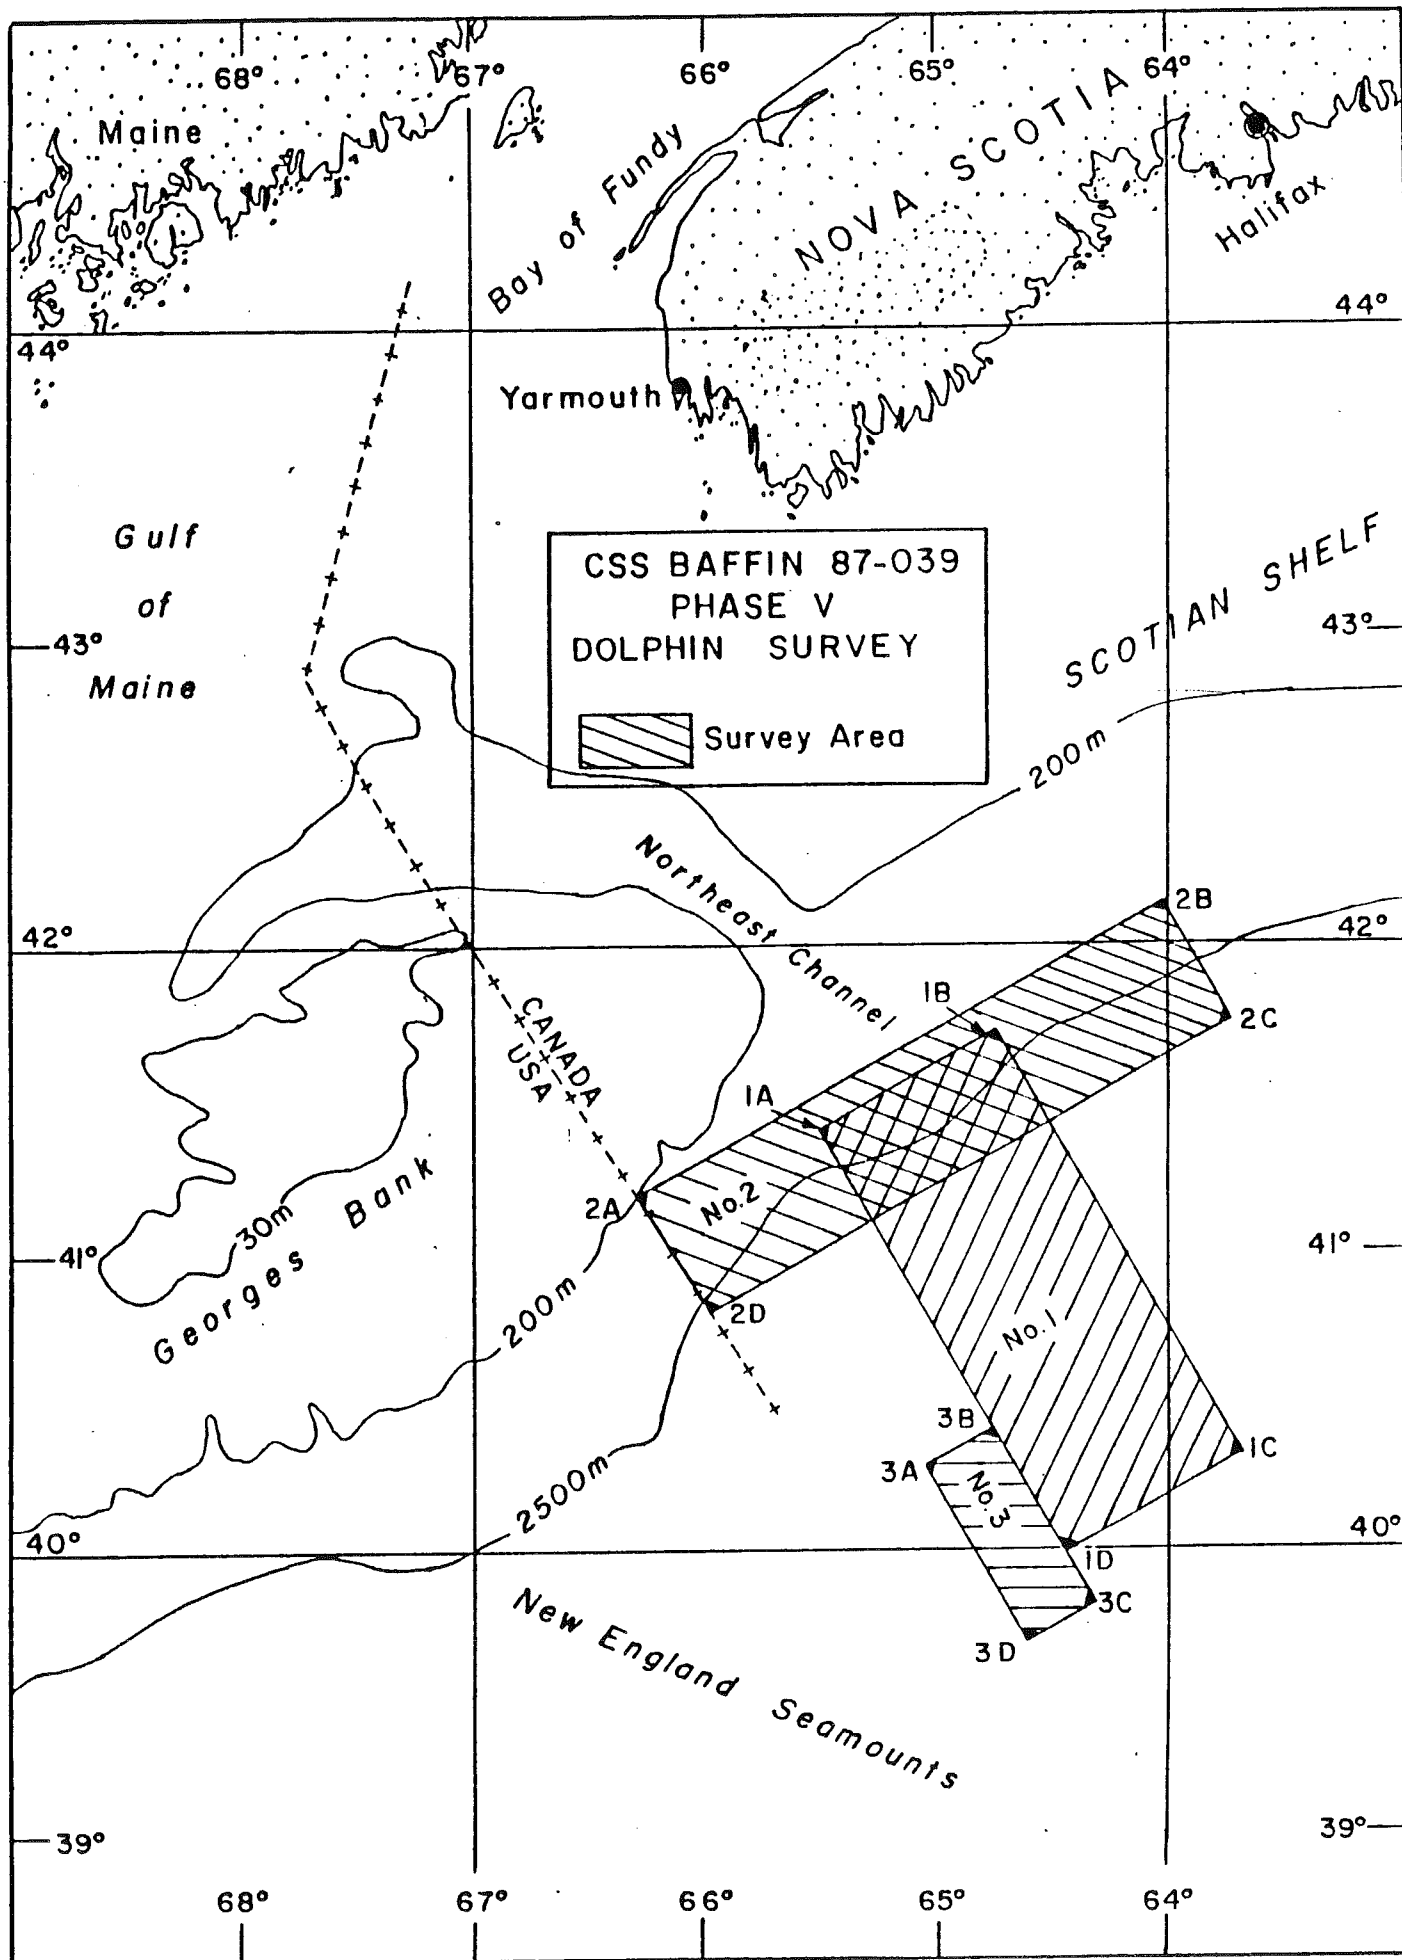 68°
67°
66°
65°
64°
Maine
Bay of Fundy
NOVA SCOTIA
Halifax
44°
44°
Yarmouth
Gulf
of
Maine
CSS BAFFIN 87-039
PHASE V
DOLPHIN SURVEY
Survey Area
SCOTIAN SHELF
43°
43°
200m
Northeast Channel
2B
42°
42°
1B
2C
CANADA
USA
1A
2A
No.2
30m
Georges Bank
41°
41°
2D
200m
No.1
3B
3A
1C
No.3
2500m
40°
40°
1D
3C
3D
New England Seamounts
39°
39°
68°
67°
66°
65°
64°